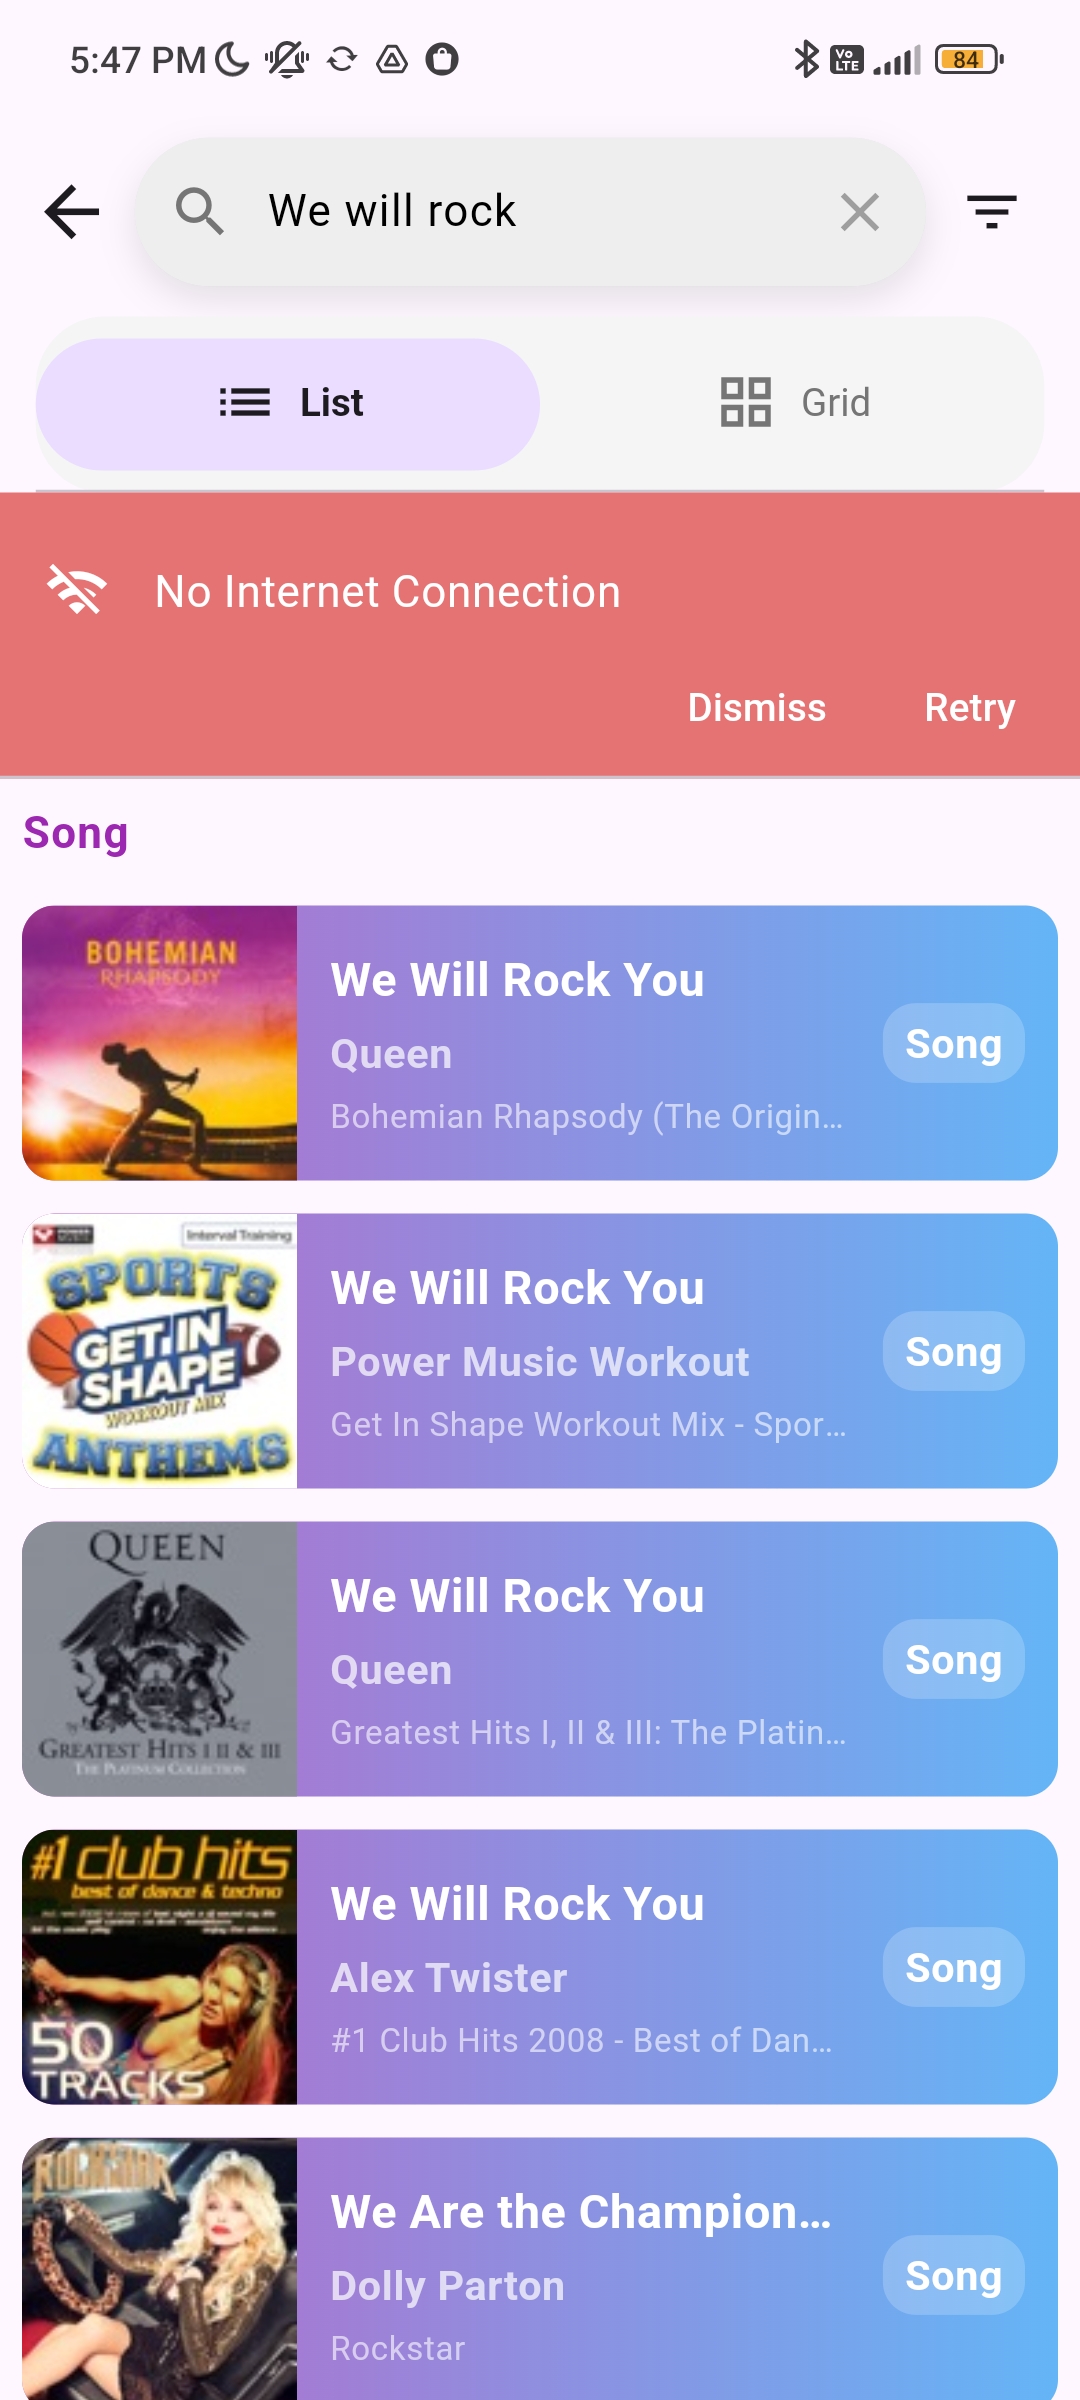 5:47 PM
Vo LTE
84
We will rock
List
Grid
No Internet Connection
Dismiss
Retry
Song
BOHEMIAN
RHAPSODY
We Will Rock You
Queen
Bohemian Rhapsody (The Origin...
Song
Interval Training
SPORTS
GET IN
SHAPE
WORKOUT MIX
ANTHEMS
We Will Rock You
Power Music Workout
Get In Shape Workout Mix - Spor...
Song
QUEEN
GREATEST HITS I II & III
THE PLATINUM COLLECTION
We Will Rock You
Queen
Greatest Hits I, II & III: The Platin...
Song
#1 club hits
best of dance & techno
50
TRACKS
We Will Rock You
Alex Twister
#1 Club Hits 2008 - Best of Dan...
Song
ROCKSTAR
We Are the Champion...
Dolly Parton
Rockstar
Song